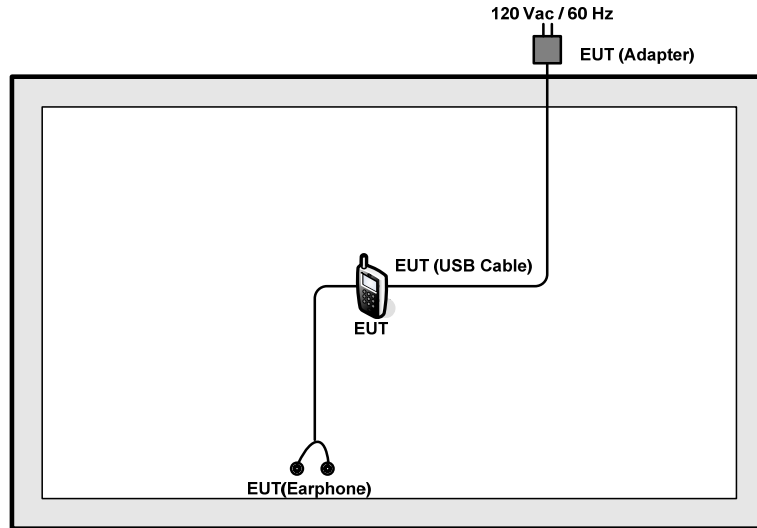 120 Vac / 60 Hz
EUT (Adapter)
EUT (USB Cable)
EUT
EUT(Earphone)